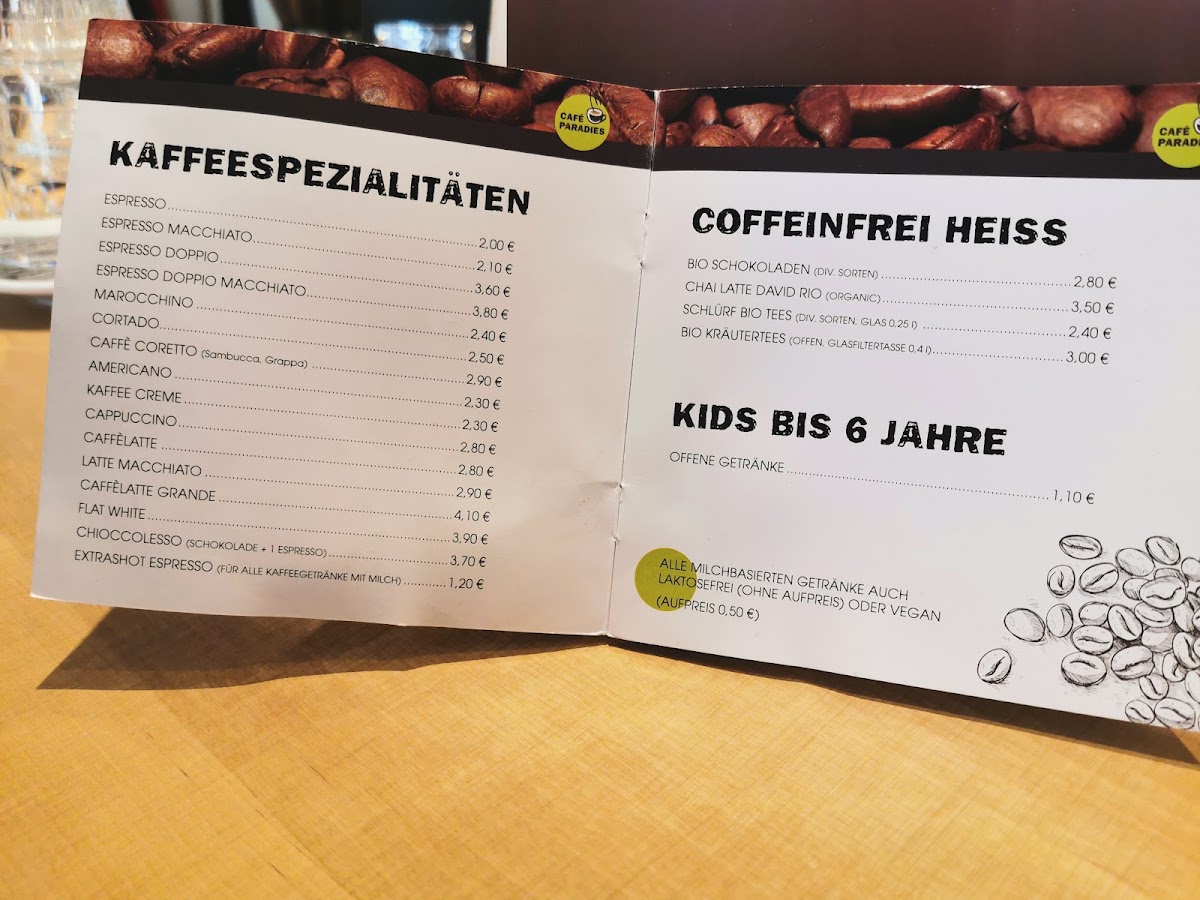 CAFÉ
PARADIES
KAFFEESPEZIALITÄTEN
ESPRESSO 2,00 €
ESPRESSO MACCHIATO 2,10 €
ESPRESSO DOPPIO 3,60 €
ESPRESSO DOPPIO MACCHIATO 3,80 €
MAROCCHINO 2,40 €
CORTADO 2,50 €
CAFFÈ CORETTO (Sambucca, Grappa) 2,90 €
AMERICANO 2,30 €
KAFFEE CREME 2,30 €
CAPPUCCINO 2,80 €
CAFFÈLATTE 2,80 €
LATTE MACCHIATO 2,90 €
CAFFÈLATTE GRANDE 4,10 €
FLAT WHITE 3,90 €
CHIOCCOLESSO (SCHOKOLADE + 1 ESPRESSO) 3,70 €
EXTRASHOT ESPRESSO (FÜR ALLE KAFFEEGETRÄNKE MIT MILCH) 1,20 €
CAFÉ
PARADI
COFFEINFREI HEISS
BIO SCHOKOLADEN (DIV. SORTEN) 2,80 €
CHAI LATTE DAVID RIO (ORGANIC) 3,50 €
SCHLÜRF BIO TEES (DIV. SORTEN, GLAS 0,25 l) 2,40 €
BIO KRÄUTERTEES (OFFEN, GLASFILTERTASSE 0,4 l) 3,00 €
KIDS BIS 6 JAHRE
OFFENE GETRÄNKE 1,10 €
ALLE MILCHBASIERTEN GETRÄNKE AUCH
LAKTOSEFREI (OHNE AUFPREIS) ODER VEGAN
(AUFPREIS 0,50 €)